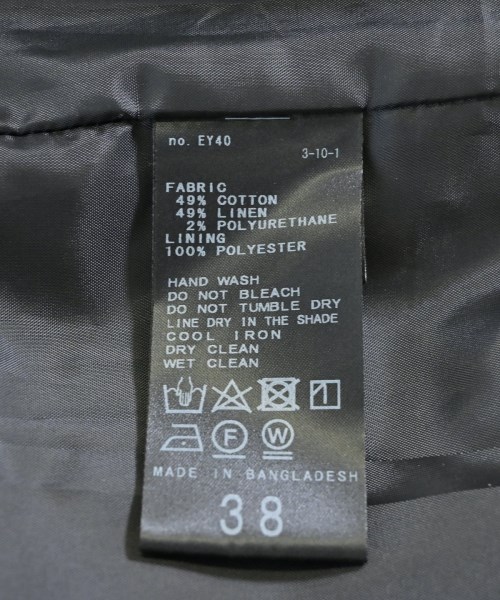 no. EY40
3-10-1
FABRIC
49% COTTON
49% LINEN
2% POLYURETHANE
LINING
100% POLYESTER
HAND WASH
DO NOT BLEACH
DO NOT TUMBLE DRY
LINE DRY IN THE SHADE
COOL IRON
DRY CLEAN
WET CLEAN
F W
MADE IN BANGLADESH
38